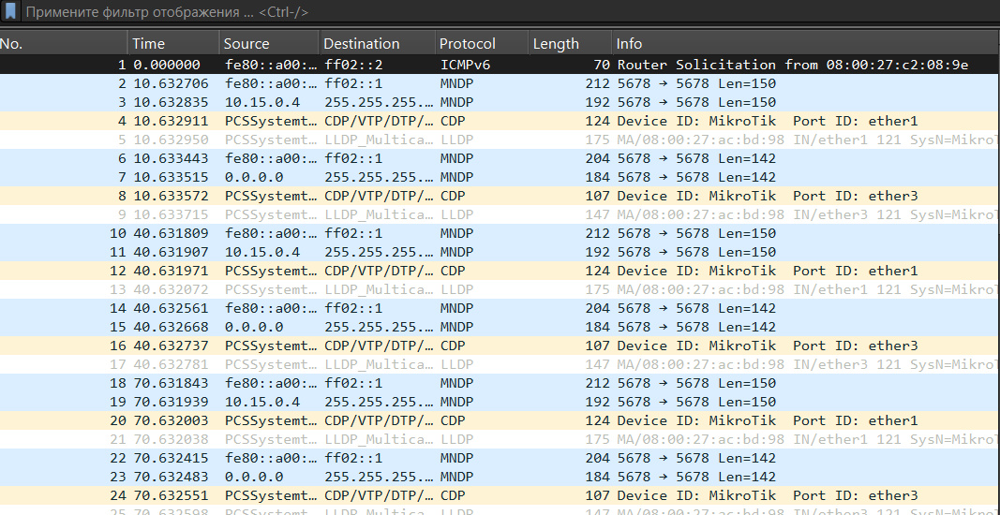 Примените фильтр отображения ... <Ctrl-/>
No. Time Source Destination Protocol Length Info
1 0.000000 fe80::a00:… ff02::2 ICMPv6 70 Router Solicitation from 08:00:27:c2:08:9e
2 10.632706 fe80::a00:… ff02::1 MNDP 212 5678 → 5678 Len=150
3 10.632835 10.15.0.4 255.255.255.… MNDP 192 5678 → 5678 Len=150
4 10.632911 PCSSystemt… CDP/VTP/DTP/… CDP 124 Device ID: MikroTik Port ID: ether1
5 10.632950 PCSSystemt… LLDP_Multica… LLDP 175 MA/08:00:27:ac:bd:98 IN/ether1 121 SysN=MikroT
6 10.633443 fe80::a00:… ff02::1 MNDP 204 5678 → 5678 Len=142
7 10.633515 0.0.0.0 255.255.255.… MNDP 184 5678 → 5678 Len=142
8 10.633572 PCSSystemt… CDP/VTP/DTP/… CDP 107 Device ID: MikroTik Port ID: ether3
9 10.633715 PCSSystemt… LLDP_Multica… LLDP 147 MA/08:00:27:ac:bd:98 IN/ether3 121 SysN=MikroT
10 40.631809 fe80::a00:… ff02::1 MNDP 212 5678 → 5678 Len=150
11 40.631907 10.15.0.4 255.255.255.… MNDP 192 5678 → 5678 Len=150
12 40.631971 PCSSystemt… CDP/VTP/DTP/… CDP 124 Device ID: MikroTik Port ID: ether1
13 40.632072 PCSSystemt… LLDP_Multica… LLDP 175 MA/08:00:27:ac:bd:98 IN/ether1 121 SysN=MikroT
14 40.632561 fe80::a00:… ff02::1 MNDP 204 5678 → 5678 Len=142
15 40.632668 0.0.0.0 255.255.255.… MNDP 184 5678 → 5678 Len=142
16 40.632737 PCSSystemt… CDP/VTP/DTP/… CDP 107 Device ID: MikroTik Port ID: ether3
17 40.632781 PCSSystemt… LLDP_Multica… LLDP 147 MA/08:00:27:ac:bd:98 IN/ether3 121 SysN=MikroT
18 70.631843 fe80::a00:… ff02::1 MNDP 212 5678 → 5678 Len=150
19 70.631939 10.15.0.4 255.255.255.… MNDP 192 5678 → 5678 Len=150
20 70.632003 PCSSystemt… CDP/VTP/DTP/… CDP 124 Device ID: MikroTik Port ID: ether1
21 70.632038 PCSSystemt… LLDP_Multica… LLDP 175 MA/08:00:27:ac:bd:98 IN/ether1 121 SysN=MikroT
22 70.632415 fe80::a00:… ff02::1 MNDP 204 5678 → 5678 Len=142
23 70.632483 0.0.0.0 255.255.255.… MNDP 184 5678 → 5678 Len=142
24 70.632551 PCSSystemt… CDP/VTP/DTP/… CDP 107 Device ID: MikroTik Port ID: ether3
25 70.632598 PCSSystemt… LLDP_Multica… LLDP 147 MA/08:00:27:ac:bd:98 IN/ether3 121 SysN=MikroT